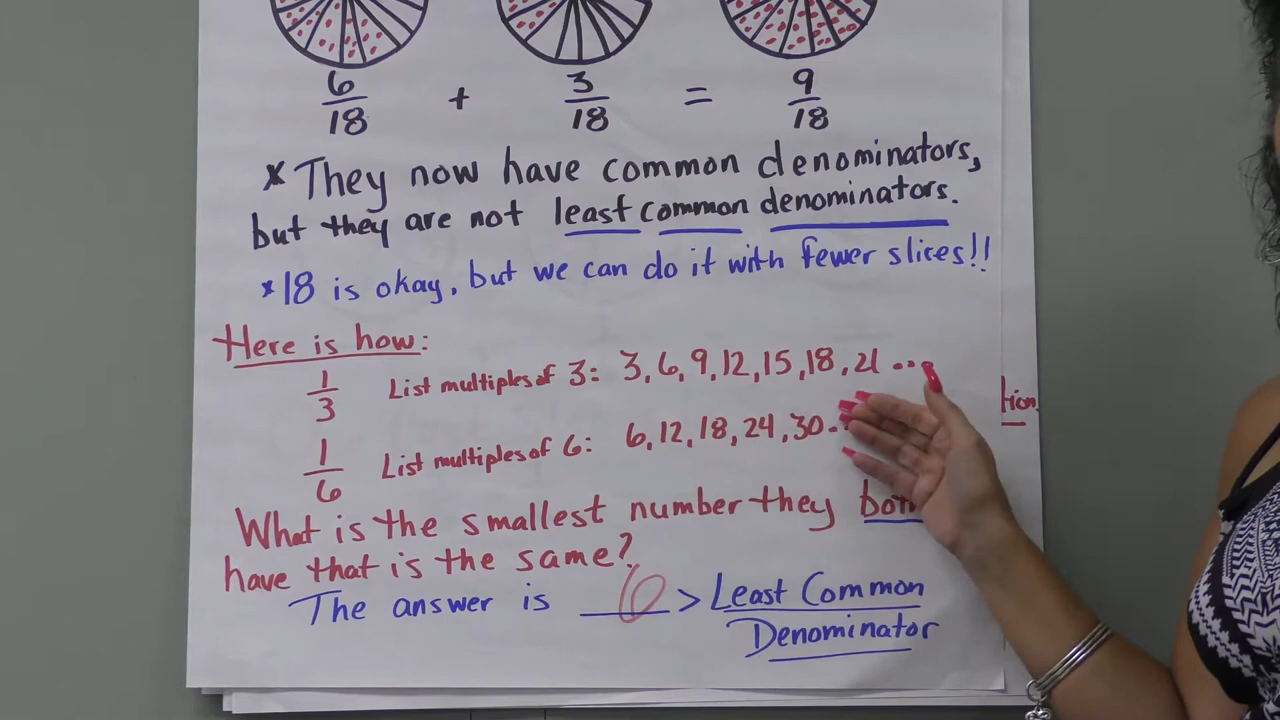 6/18 + 3/18 = 9/18
* They now have common denominators,
but they are not least common denominators.
* 18 is okay, but we can do it with fewer slices!!
Here is how:
1/3 List multiples of 3: 3, 6, 9, 12, 15, 18, 21 ...
1/6 List multiples of 6: 6, 12, 18, 24, 30..
What is the smallest number they
have that is the same?
The answer is 6 > Least Common
Denominator